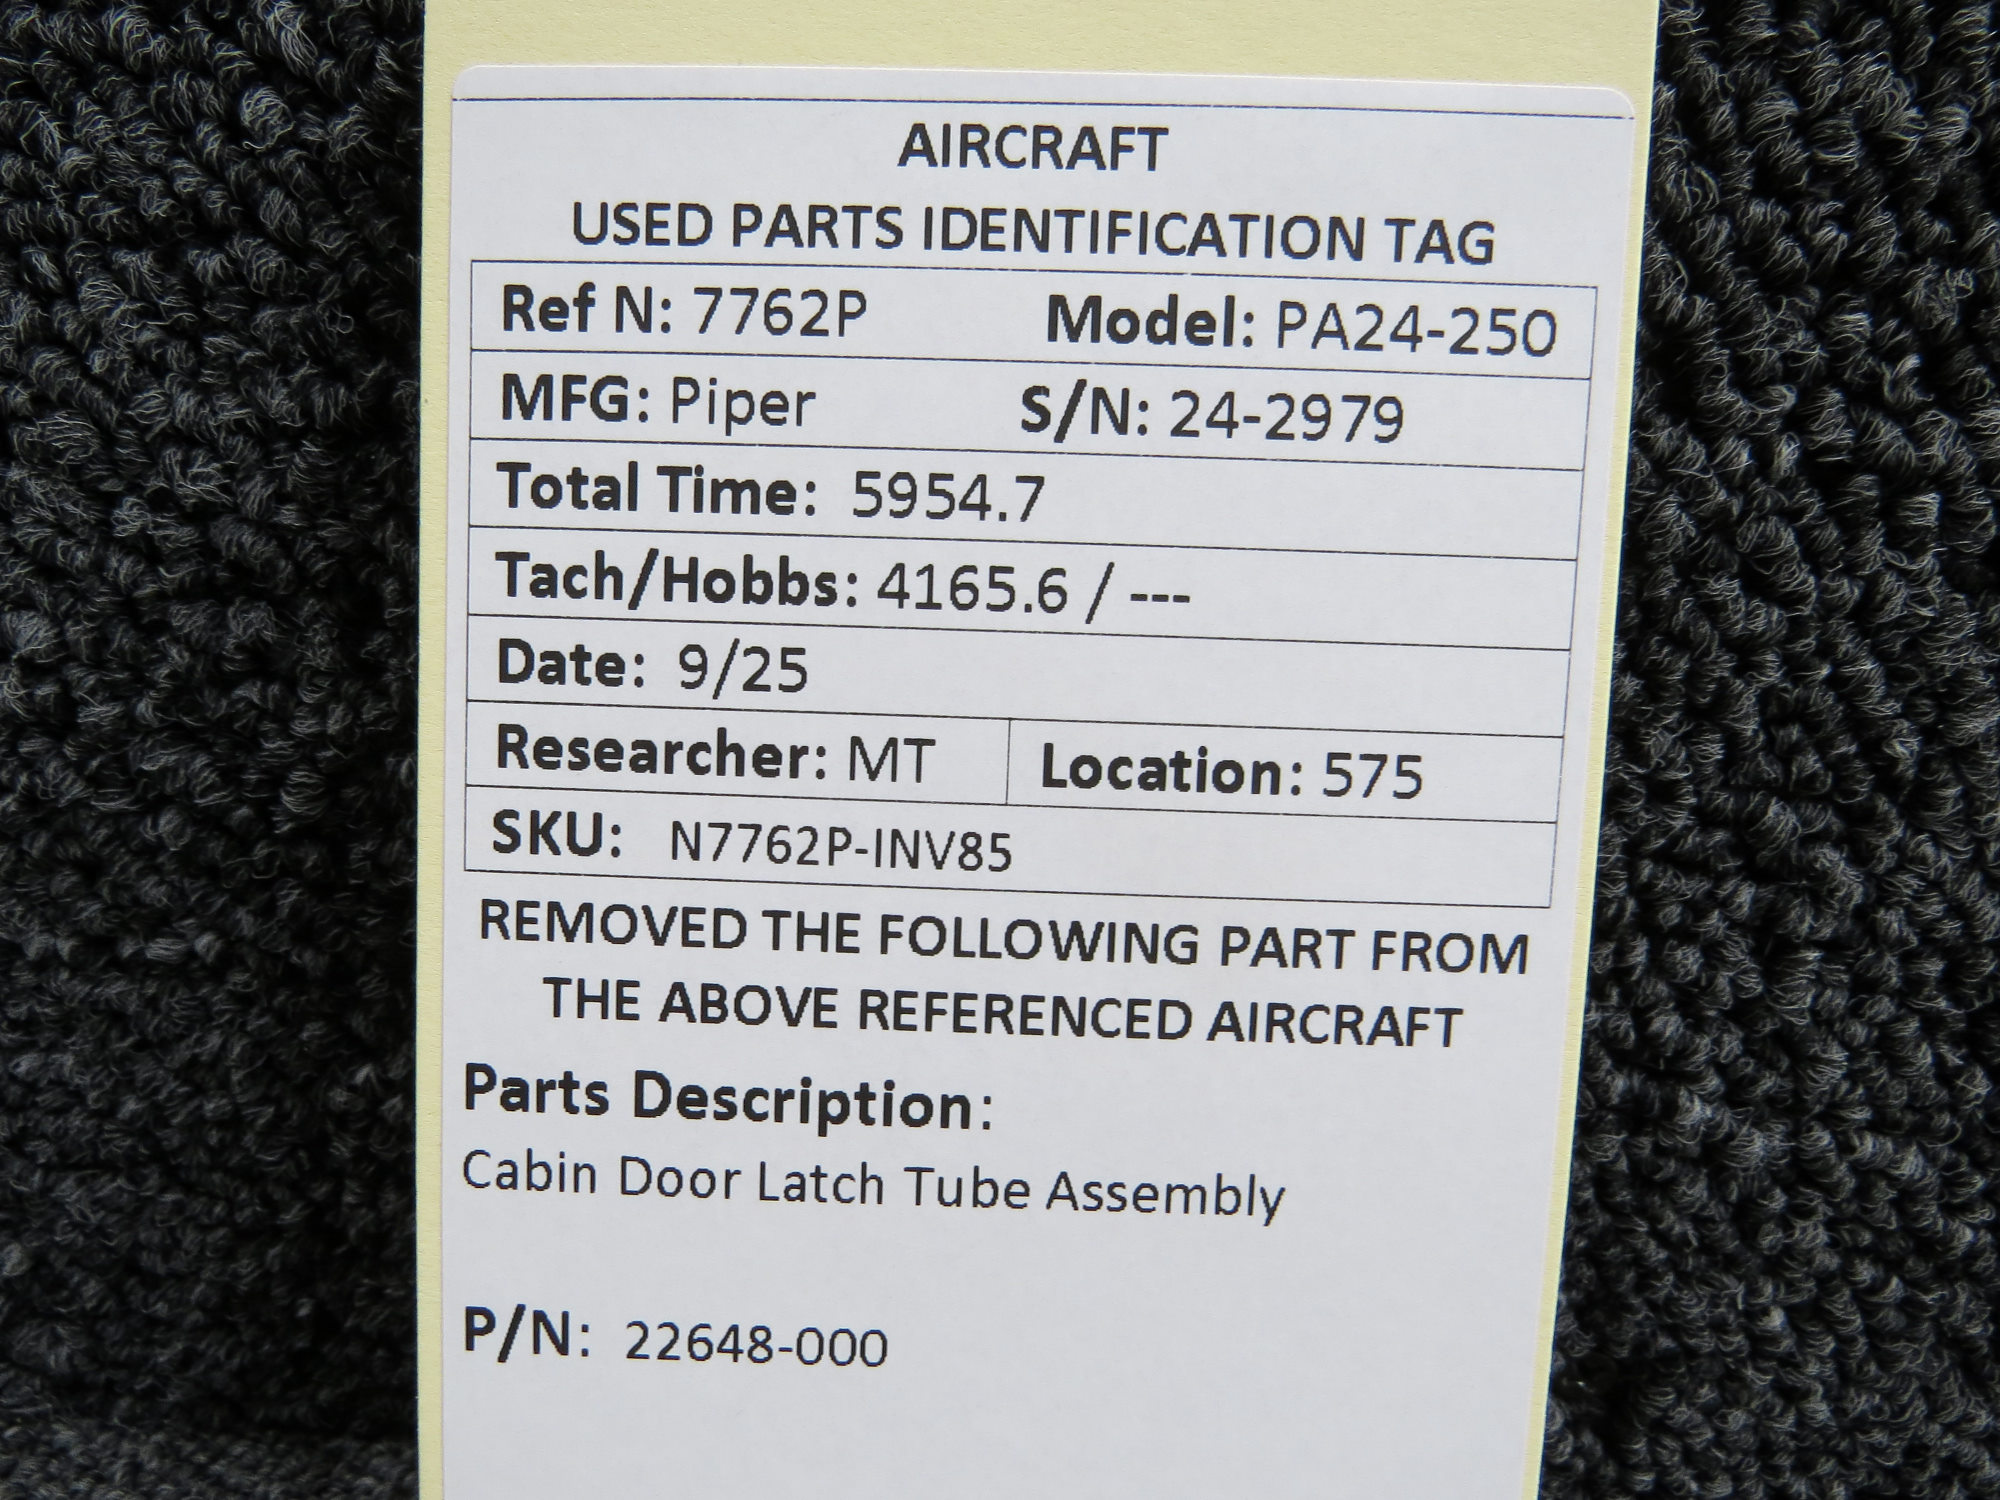 AIRCRAFT
USED PARTS IDENTIFICATION TAG
Ref N: 7762P Model: PA24-250
MFG: Piper S/N: 24-2979
Total Time: 5954.7
Tach/Hobbs: 4165.6 / ---
Date: 9/25
Researcher: MT Location: 575
SKU: N7762P-INV85
REMOVED THE FOLLOWING PART FROM
THE ABOVE REFERENCED AIRCRAFT
Parts Description:
Cabin Door Latch Tube Assembly
P/N: 22648-000